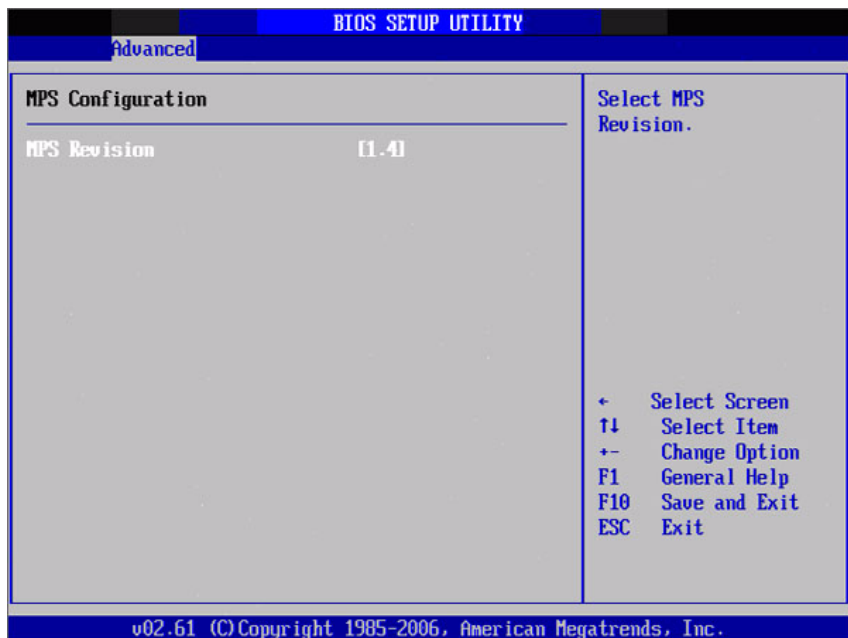 BIOS SETUP UTILITY
Advanced
MPS Configuration
MPS Revision [1.4]
Select MPS
Revision.
← Select Screen
↑↓ Select Item
+- Change Option
F1 General Help
F10 Save and Exit
ESC Exit
v02.61 (C)Copyright 1985-2006, American Megatrends, Inc.